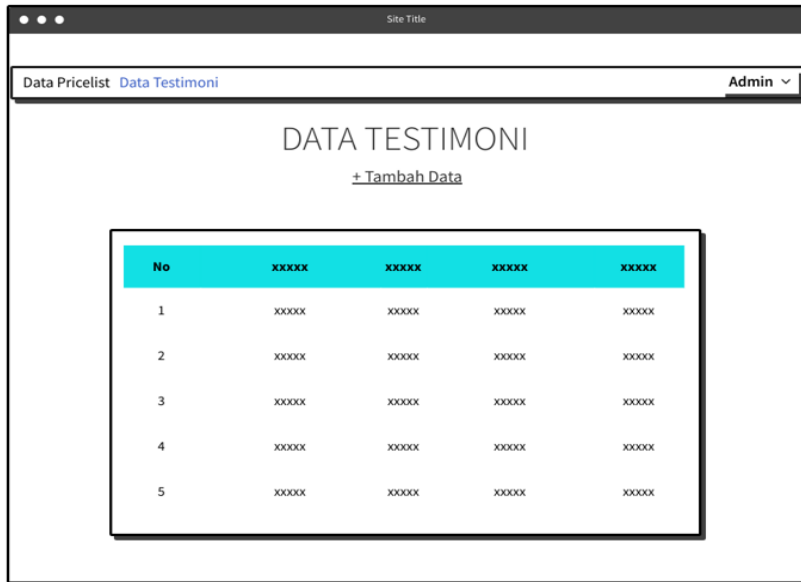 Site Title
Data Pricelist Data Testimoni Admin
DATA TESTIMONI
+ Tambah Data
No xxxxx xxxxx xxxxx xxxxx
1 xxxxx xxxxx xxxxx xxxxx
2 xxxxx xxxxx xxxxx xxxxx
3 xxxxx xxxxx xxxxx xxxxx
4 xxxxx xxxxx xxxxx xxxxx
5 xxxxx xxxxx xxxxx xxxxx